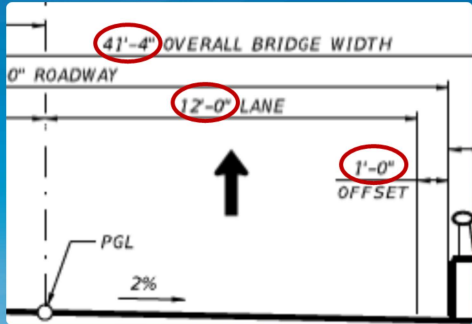 41'-4" OVERALL BRIDGE WIDTH
0" ROADWAY
12'-0" LANE
1'-0"
OFFSET
PGL
2%